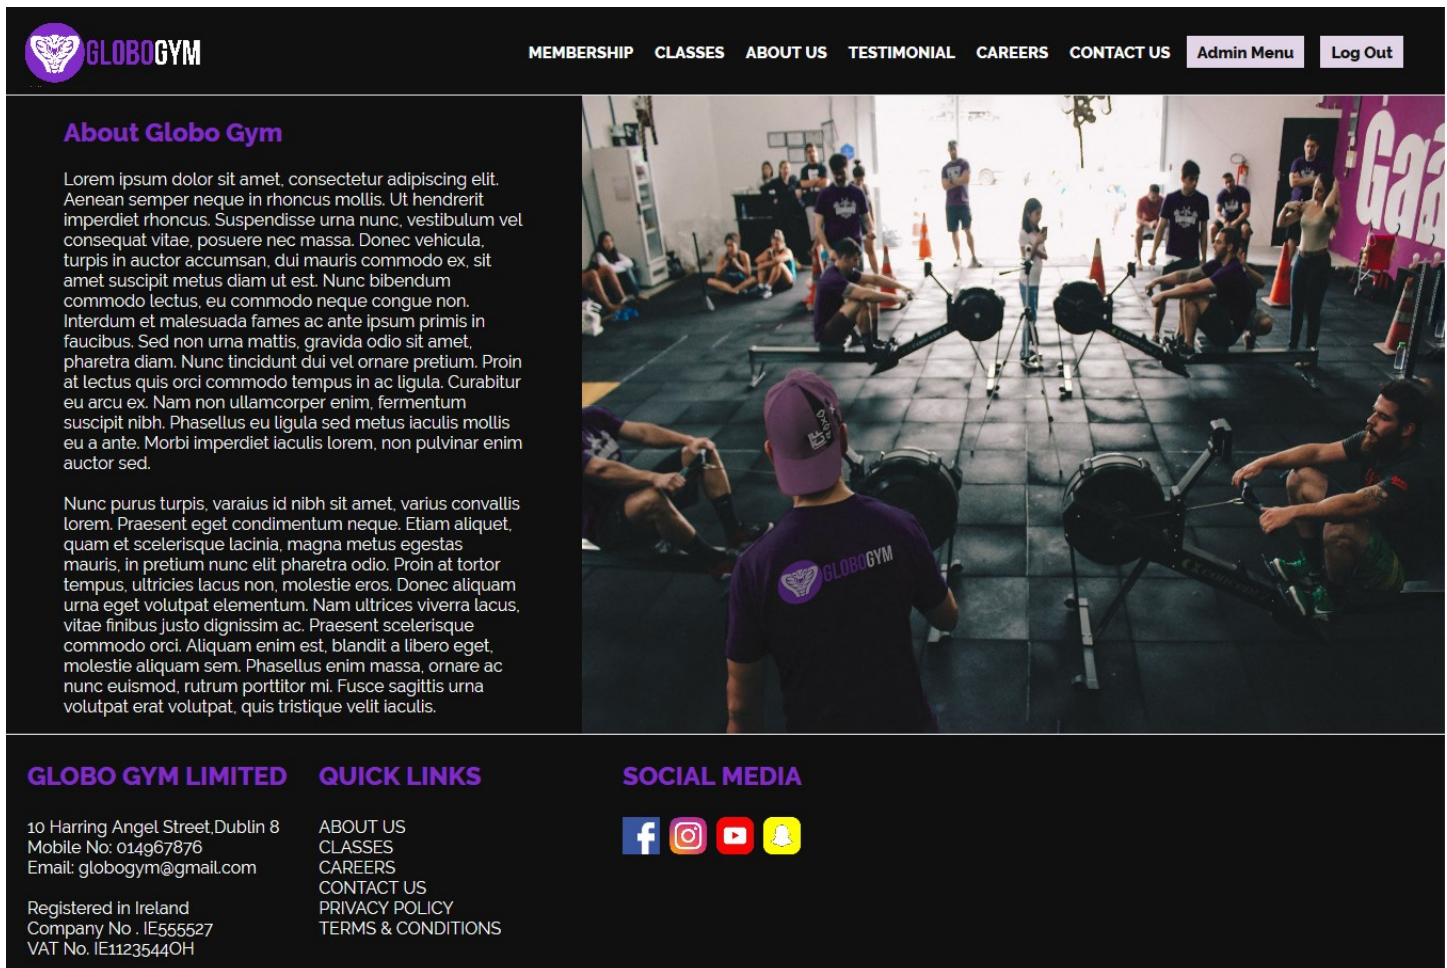 GLOBOGYM
MEMBERSHIP CLASSES ABOUT US TESTIMONIAL CAREERS CONTACT US Admin Menu Log Out
About Globo Gym
Lorem ipsum dolor sit amet, consectetur adipiscing elit.
Aenean semper neque in rhoncus mollis. Ut hendrerit
imperdiet rhoncus. Suspendisse urna nunc, vestibulum vel
consequat vitae, posuere nec massa. Donec vehicula,
turpis in auctor accumsan, dui mauris commodo ex, sit
amet suscipit metus diam ut est. Nunc bibendum
commodo lectus, eu commodo neque congue non.
Interdum et malesuada fames ac ante ipsum primis in
faucibus. Sed non urna mattis, gravida odio sit amet,
pharetra diam. Nunc tincidunt dui vel ornare pretium. Proin
at lectus quis orci commodo tempus in ac ligula. Curabitur
eu arcu ex. Nam non ullamcorper enim, fermentum
suscipit nibh. Phasellus eu ligula sed metus iaculis mollis
eu a ante. Morbi imperdiet iaculis lorem, non pulvinar enim
auctor sed.
Nunc purus turpis, varaius id nibh sit amet, varius convallis
lorem. Praesent eget condimentum neque. Etiam aliquet,
quam et scelerisque lacinia, magna metus egestas
mauris, in pretium nunc elit pharetra odio. Proin at tortor
tempus, ultricies lacus non, molestie eros. Donec aliquam
urna eget volutpat elementum. Nam ultrices viverra lacus,
vitae finibus justo dignissim ac. Praesent scelerisque
commodo orci. Aliquam enim est, blandit a libero eget,
molestie aliquam sem. Phasellus enim massa, ornare ac
nunc euismod, rutrum porttitor mi. Fusce sagittis urna
volutpat erat volutpat, quis tristique velit iaculis.
GLOBOGYM
GLOBO GYM LIMITED
10 Harring Angel Street,Dublin 8
Mobile No: 014967876
Email: globogym@gmail.com
Registered in Ireland
Company No . IE555527
VAT No. IE1123544OH
QUICK LINKS
ABOUT US
CLASSES
CAREERS
CONTACT US
PRIVACY POLICY
TERMS & CONDITIONS
SOCIAL MEDIA